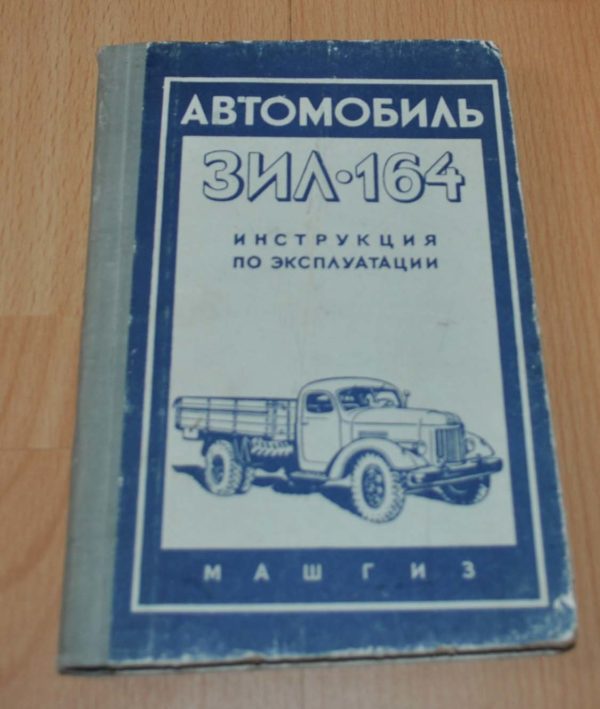 АВТОМОБИЛЬ
ЗИЛ·164
ИНСТРУКЦИЯ
ПО ЭКСПЛУАТАЦИИ
МАШГИЗ